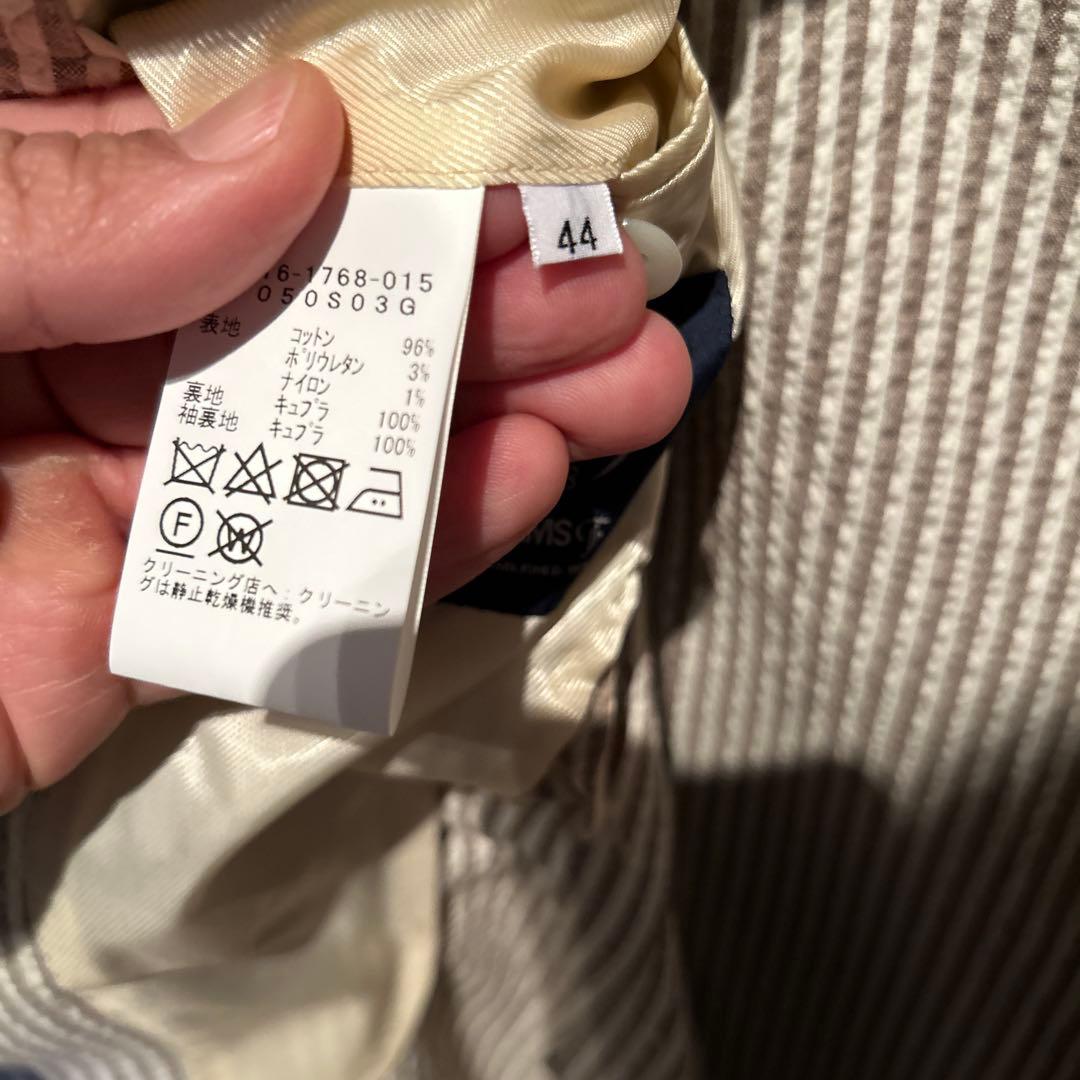 44
6-1768-015
050S03G
表地 コットン 96%
ポリウレタン 3%
ナイロン 1%
裏地 キュプラ 100%
袖裏地 キュプラ 100%
F
W
クリーニング店へ:クリーニン
グは静止乾燥機推奨。
MS F